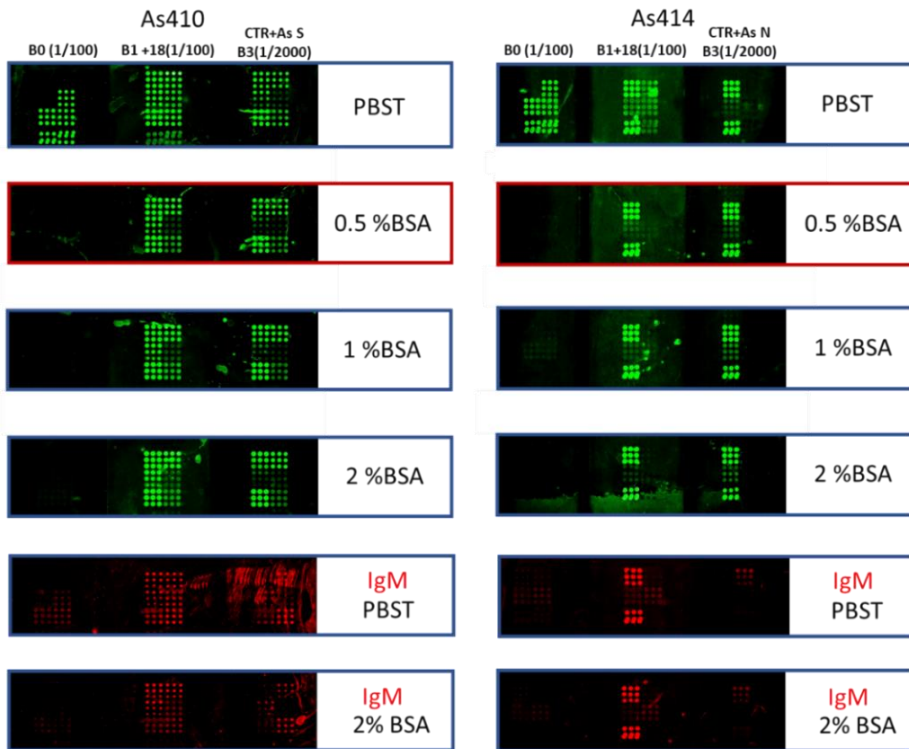 As410
As414
B0 (1/100)
B1 +18(1/100)
CTR+As S
B3(1/2000)
B0 (1/100)
B1+18(1/100)
CTR+As N
B3(1/2000)
PBST
PBST
0.5 %BSA
0.5 %BSA
1 %BSA
1 %BSA
2 %BSA
2 %BSA
IgM
PBST
IgM
PBST
IgM
2% BSA
IgM
2% BSA